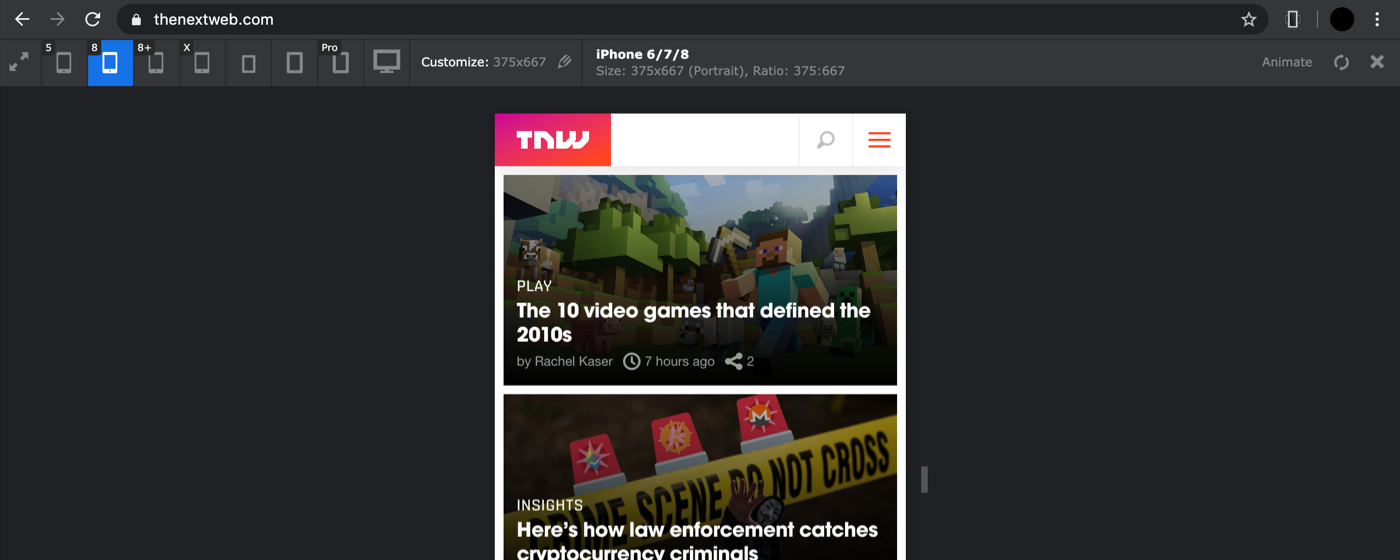 thenextweb.com
5
8
8+
X
Pro
Customize: 375x667
iPhone 6/7/8
Size: 375x667 (Portrait), Ratio: 375:667
Animate
TNW
PLAY
The 10 video games that defined the
2010s
by Rachel Kaser 7 hours ago 2
CRIME SCENE DO NOT CROSS
INSIGHTS
Here’s how law enforcement catches
cryptocurrency criminals